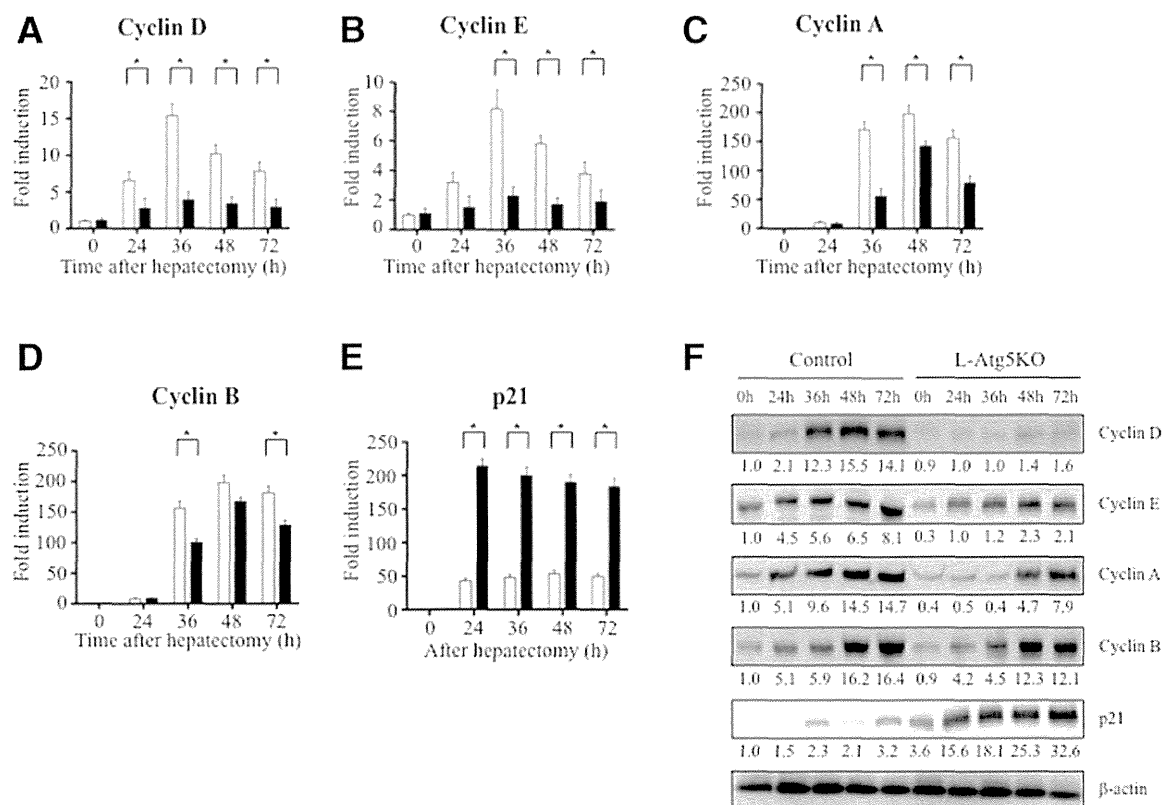 A
Cyclin D
* * * *
Fold induction
20
15
10
5
0
0 24 36 48 72
Time after hepatectomy (h)
B
Cyclin E
* * *
Fold induction
10
8
6
4
2
0
0 24 36 48 72
Time after hepatectomy (h)
C
Cyclin A
* * *
Fold induction
250
200
150
100
50
0
0 24 36 48 72
Time after hepatectomy (h)
D
Cyclin B
* *
Fold induction
250
200
150
100
50
0
0 24 36 48 72
Time after hepatectomy (h)
E
p21
* * * *
Fold induction
250
200
150
100
50
0
0 24 36 48 72
After hepatectomy (h)
F
Control L-Atg5KO
0h 24h 36h 48h 72h 0h 24h 36h 48h 72h
Cyclin D
1.0 2.1 12.3 15.5 14.1 0.9 1.0 1.0 1.4 1.6
Cyclin E
1.0 4.5 5.6 6.5 8.1 0.3 1.0 1.2 2.3 2.1
Cyclin A
1.0 5.1 9.6 14.5 14.7 0.4 0.5 0.4 4.7 7.9
Cyclin B
1.0 5.1 5.9 16.2 16.4 0.9 4.2 4.5 12.3 12.1
p21
1.0 1.5 2.3 2.1 3.2 3.6 15.6 18.1 25.3 32.6
β-actin